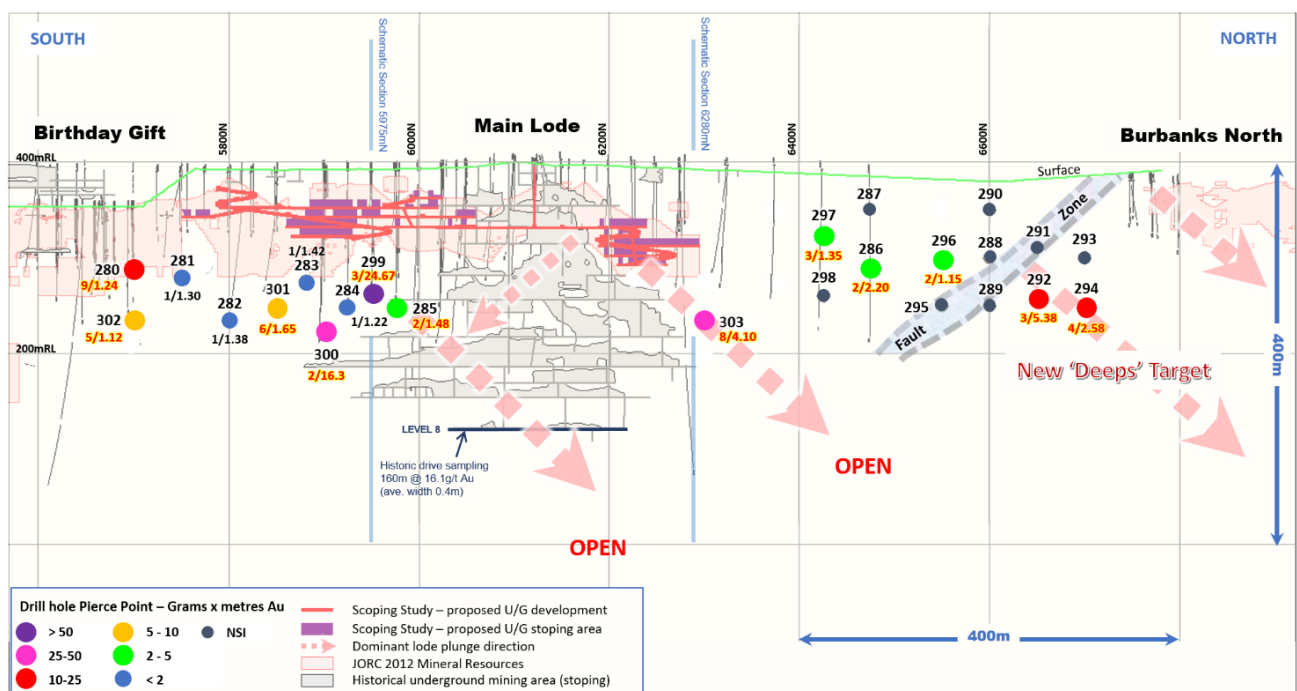 SOUTH
NORTH
Schematic Section 5975mN
Schematic Section 6280mN
Birthday Gift
Main Lode
Burbanks North
5800N
6000N
6200N
6400N
6600N
400mRL
Surface
287
290
297
3/1.35
286
2/2.20
296
2/1.15
288
291
293
Zone
280
9/1.24
281
1/1.30
1/1.42
283
299
3/24.67
298
302
5/1.12
282
1/1.38
301
6/1.65
284
1/1.22
285
2/1.48
303
8/4.10
295
289
292
3/5.38
294
4/2.58
300
2/16.3
200mRL
Fault
New 'Deeps' Target
400m
LEVEL 8
Historic drive sampling
160m @ 16.1g/t Au
(ave. width 0.4m)
OPEN
OPEN
Drill hole Pierce Point – Grams x metres Au
> 50
5 - 10
NSI
25-50
2 - 5
10-25
< 2
Scoping Study – proposed U/G development
Scoping Study – proposed U/G stoping area
Dominant lode plunge direction
JORC 2012 Mineral Resources
Historical underground mining area (stoping)
400m